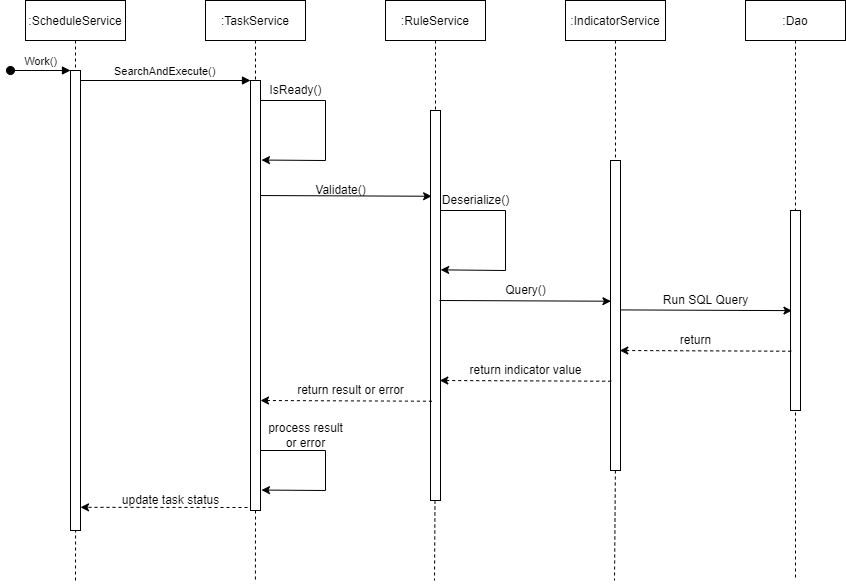 :ScheduleService
:TaskService
:RuleService
:IndicatorService
:Dao
Work()
SearchAndExecute()
IsReady()
Validate()
Deserialize()
Query()
Run SQL Query
return
return indicator value
return result or error
process result
or error
update task status